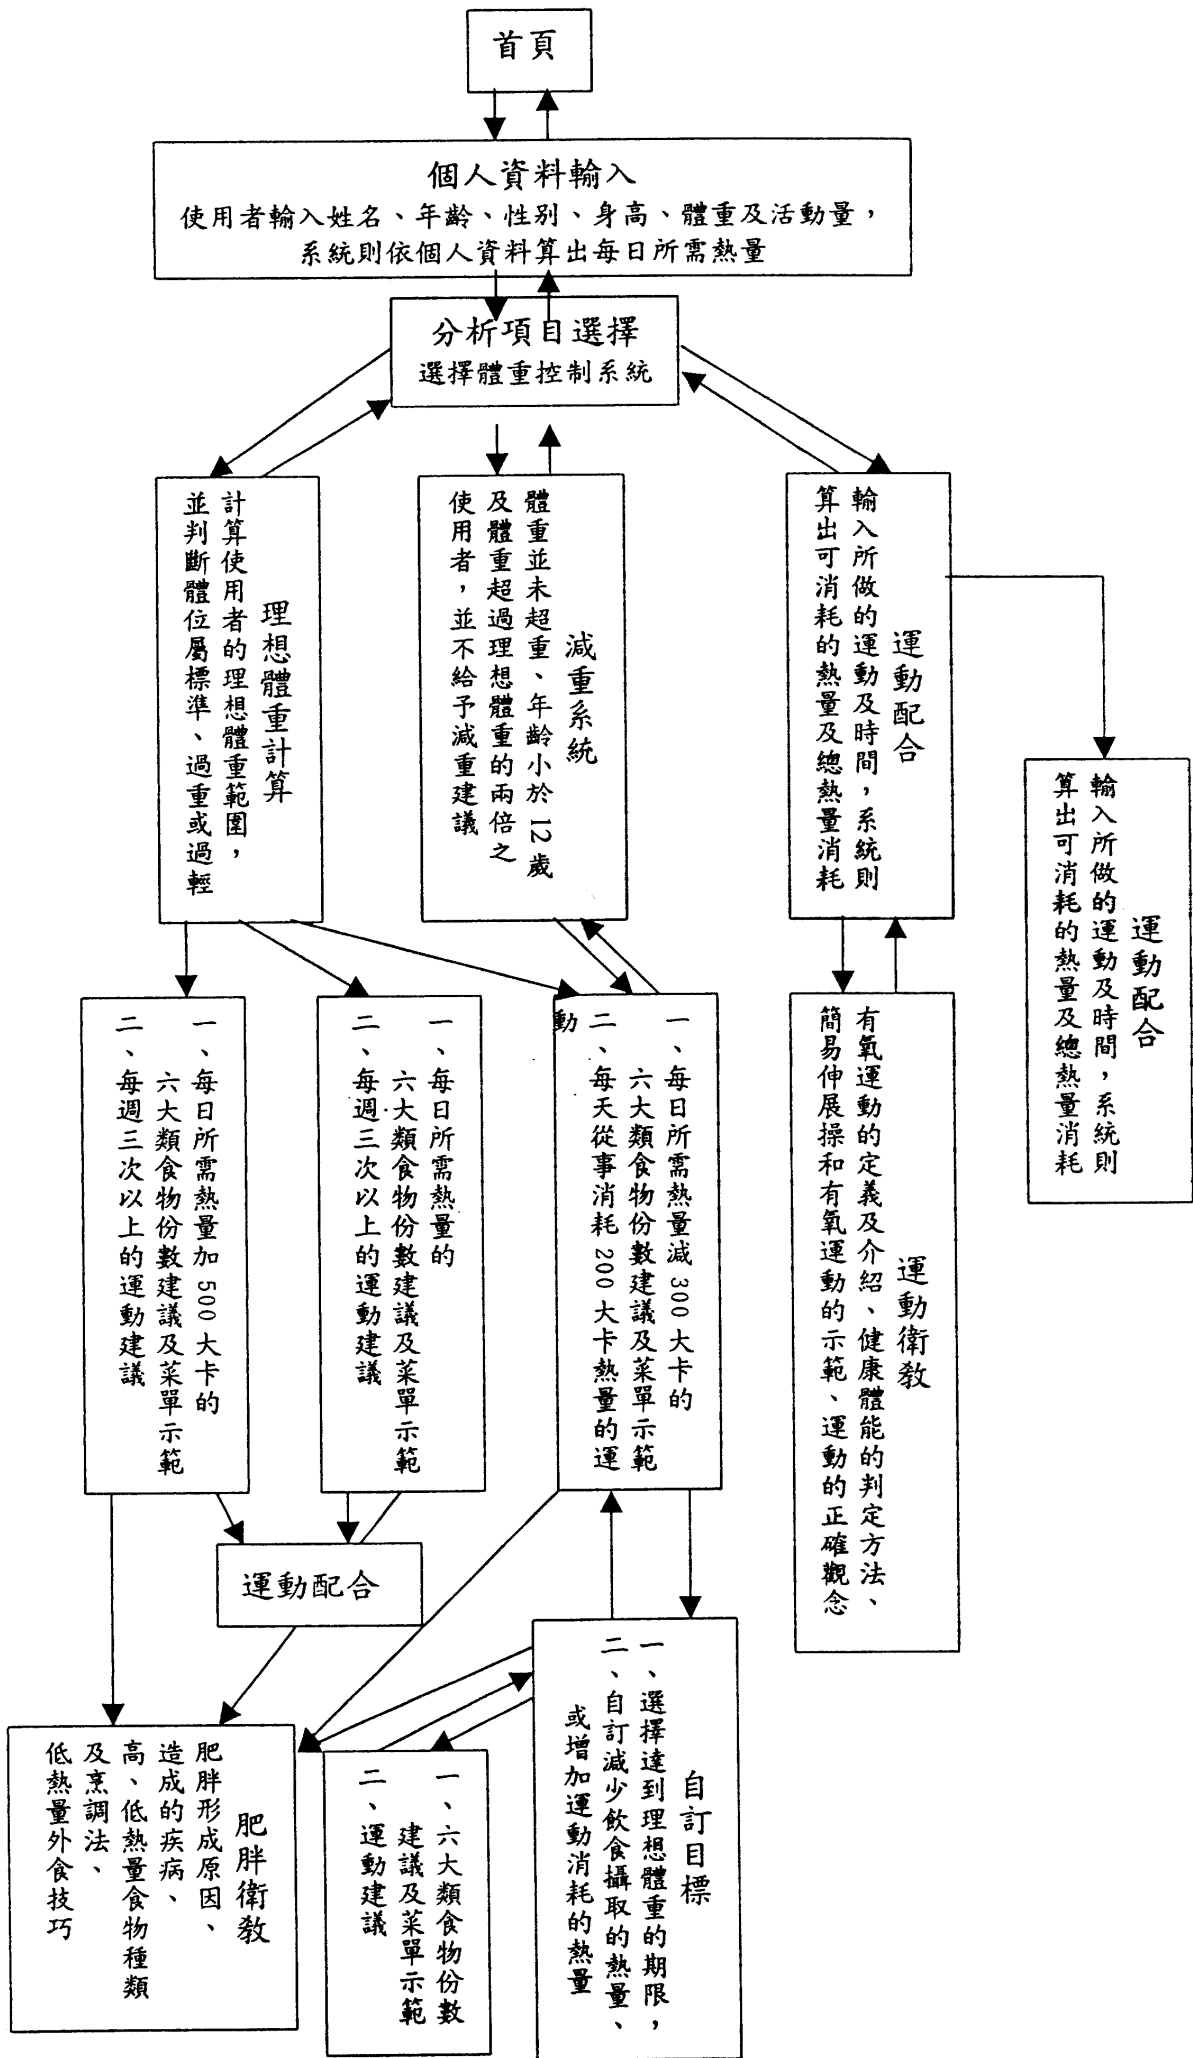 首頁
個人資料輸入
使用者輸入姓名、年齡、性別、身高、體重及活動量，
系統則依個人資料算出每日所需熱量
分析項目選擇
選擇體重控制系統
理想體重計算
計算使用者的理想體重範圍，
並判斷體位屬標準、過重或過輕
減重系統
體重並未超重、年齡小於 12 歲
及體重超過理想體重的兩倍之
使用者，並不給予減重建議
運動配合
輸入所做的運動及時間，系統則
算出可消耗的熱量及總熱量消耗
運動配合
輸入所做的運動及時間，系統則
算出可消耗的熱量及總熱量消耗
一、每日所需熱量加 500 大卡的
六大類食物份數建議及菜單示範
二、每週三次以上的運動建議
一、每日所需熱量的
六大類食物份數建議及菜單示範
二、每週三次以上的運動建議
一、每日所需熱量減 300 大卡的
六大類食物份數建議及菜單示範
二、每天從事消耗 200 大卡熱量的運
動
運動衛教
有氧運動的定義及介紹、健康體能的判定方法、
簡易伸展操和有氧運動的示範、運動的正確觀念
運動配合
自訂目標
一、選擇達到理想體重的期限，
二、自訂減少飲食攝取的熱量、
或增加運動消耗的熱量
一、六大類食物份數
建議及菜單示範
二、運動建議
肥胖衛教
肥胖形成原因、
造成的疾病、
高、低熱量食物種類
及烹調法、
低熱量外食技巧